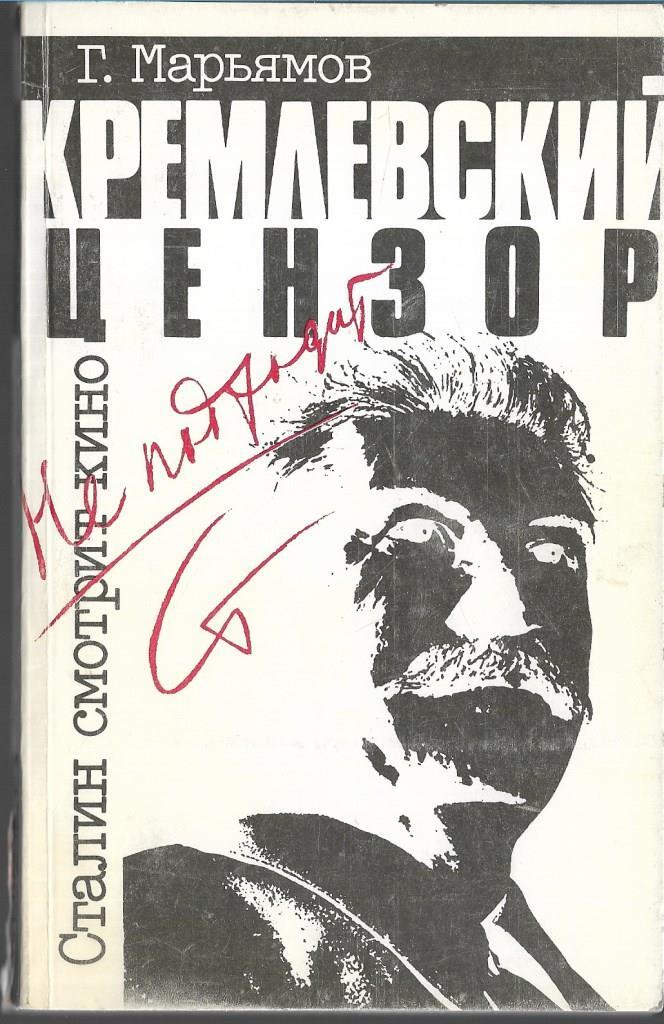 Г. Марьямов
КРЕМЛЕВСКИЙ
ЦЕНЗОР
Сталин смотрит кино
Не подходит